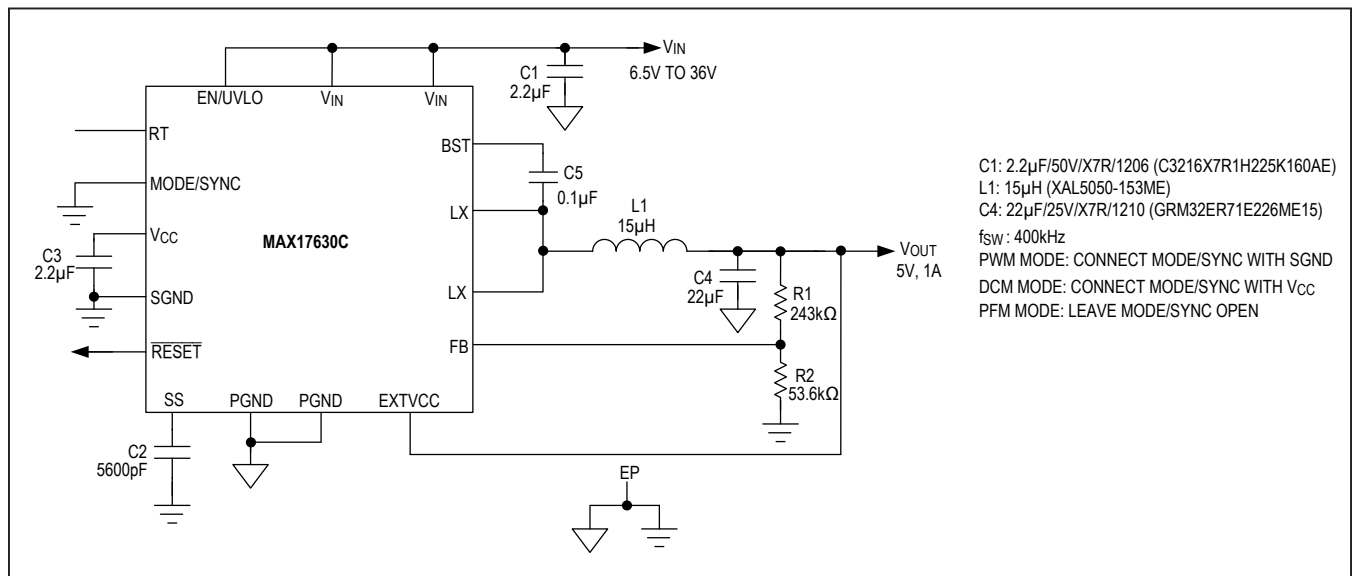 VIN
6.5V TO 36V
C1
2.2µF
EN/UVLO
VIN
VIN
RT
BST
MODE/SYNC
C5
0.1µF
LX
L1
15µH
VCC
MAX17630C
C3
2.2µF
VOUT
5V, 1A
C4
22µF
LX
R1
243kΩ
SGND
RESET
FB
R2
53.6kΩ
SS
PGND
PGND
EXTVCC
C2
5600pF
EP
C1: 2.2µF/50V/X7R/1206 (C3216X7R1H225K160AE)
L1: 15µH (XAL5050-153ME)
C4: 22µF/25V/X7R/1210 (GRM32ER71E226ME15)
fSW : 400kHz
PWM MODE: CONNECT MODE/SYNC WITH SGND
DCM MODE: CONNECT MODE/SYNC WITH VCC
PFM MODE: LEAVE MODE/SYNC OPEN